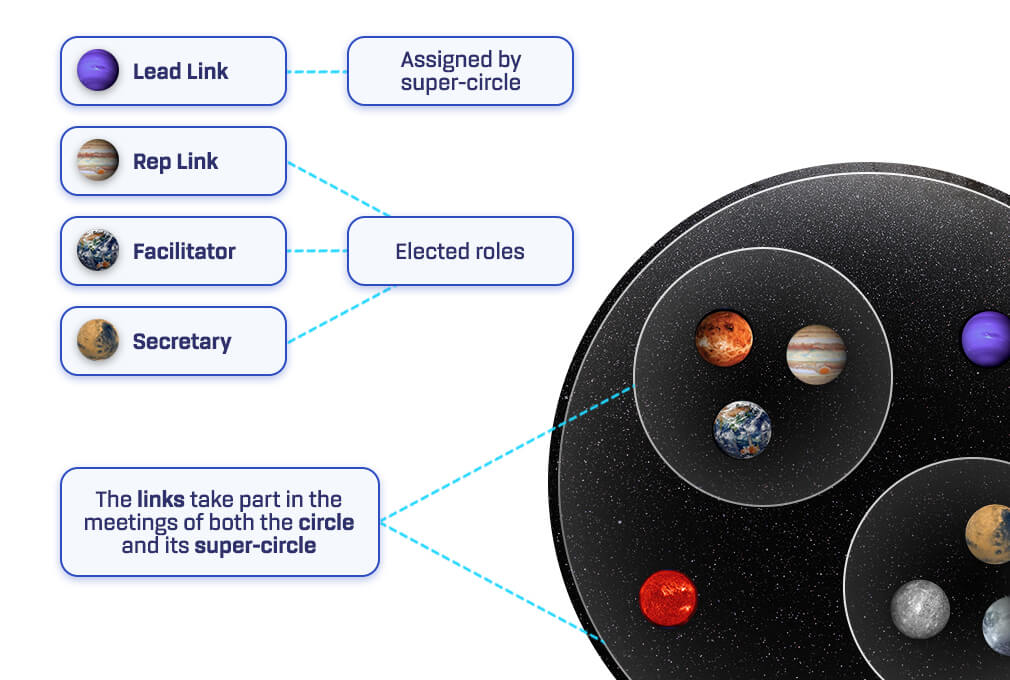 Lead Link
Assigned by
super-circle
Rep Link
Facilitator
Elected roles
Secretary
The links take part in the
meetings of both the circle
and its super-circle